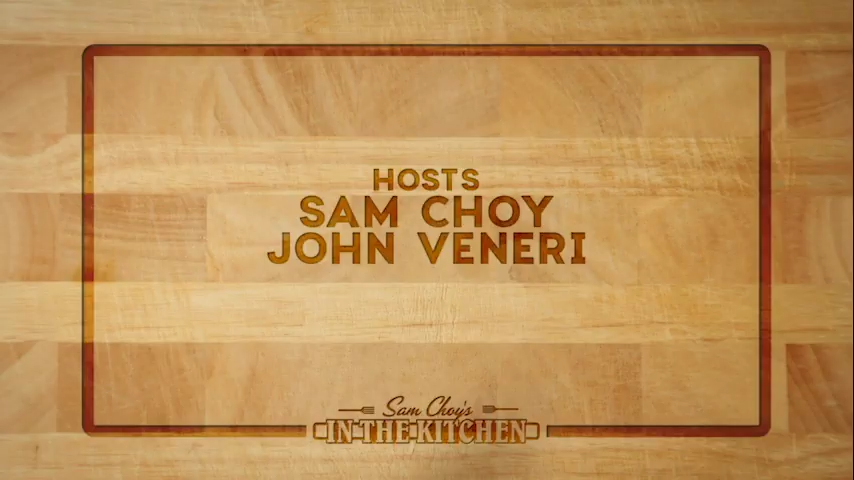 HOSTS
SAM CHOY
JOHN VENERI
Sam Choy's
IN THE KITCHEN